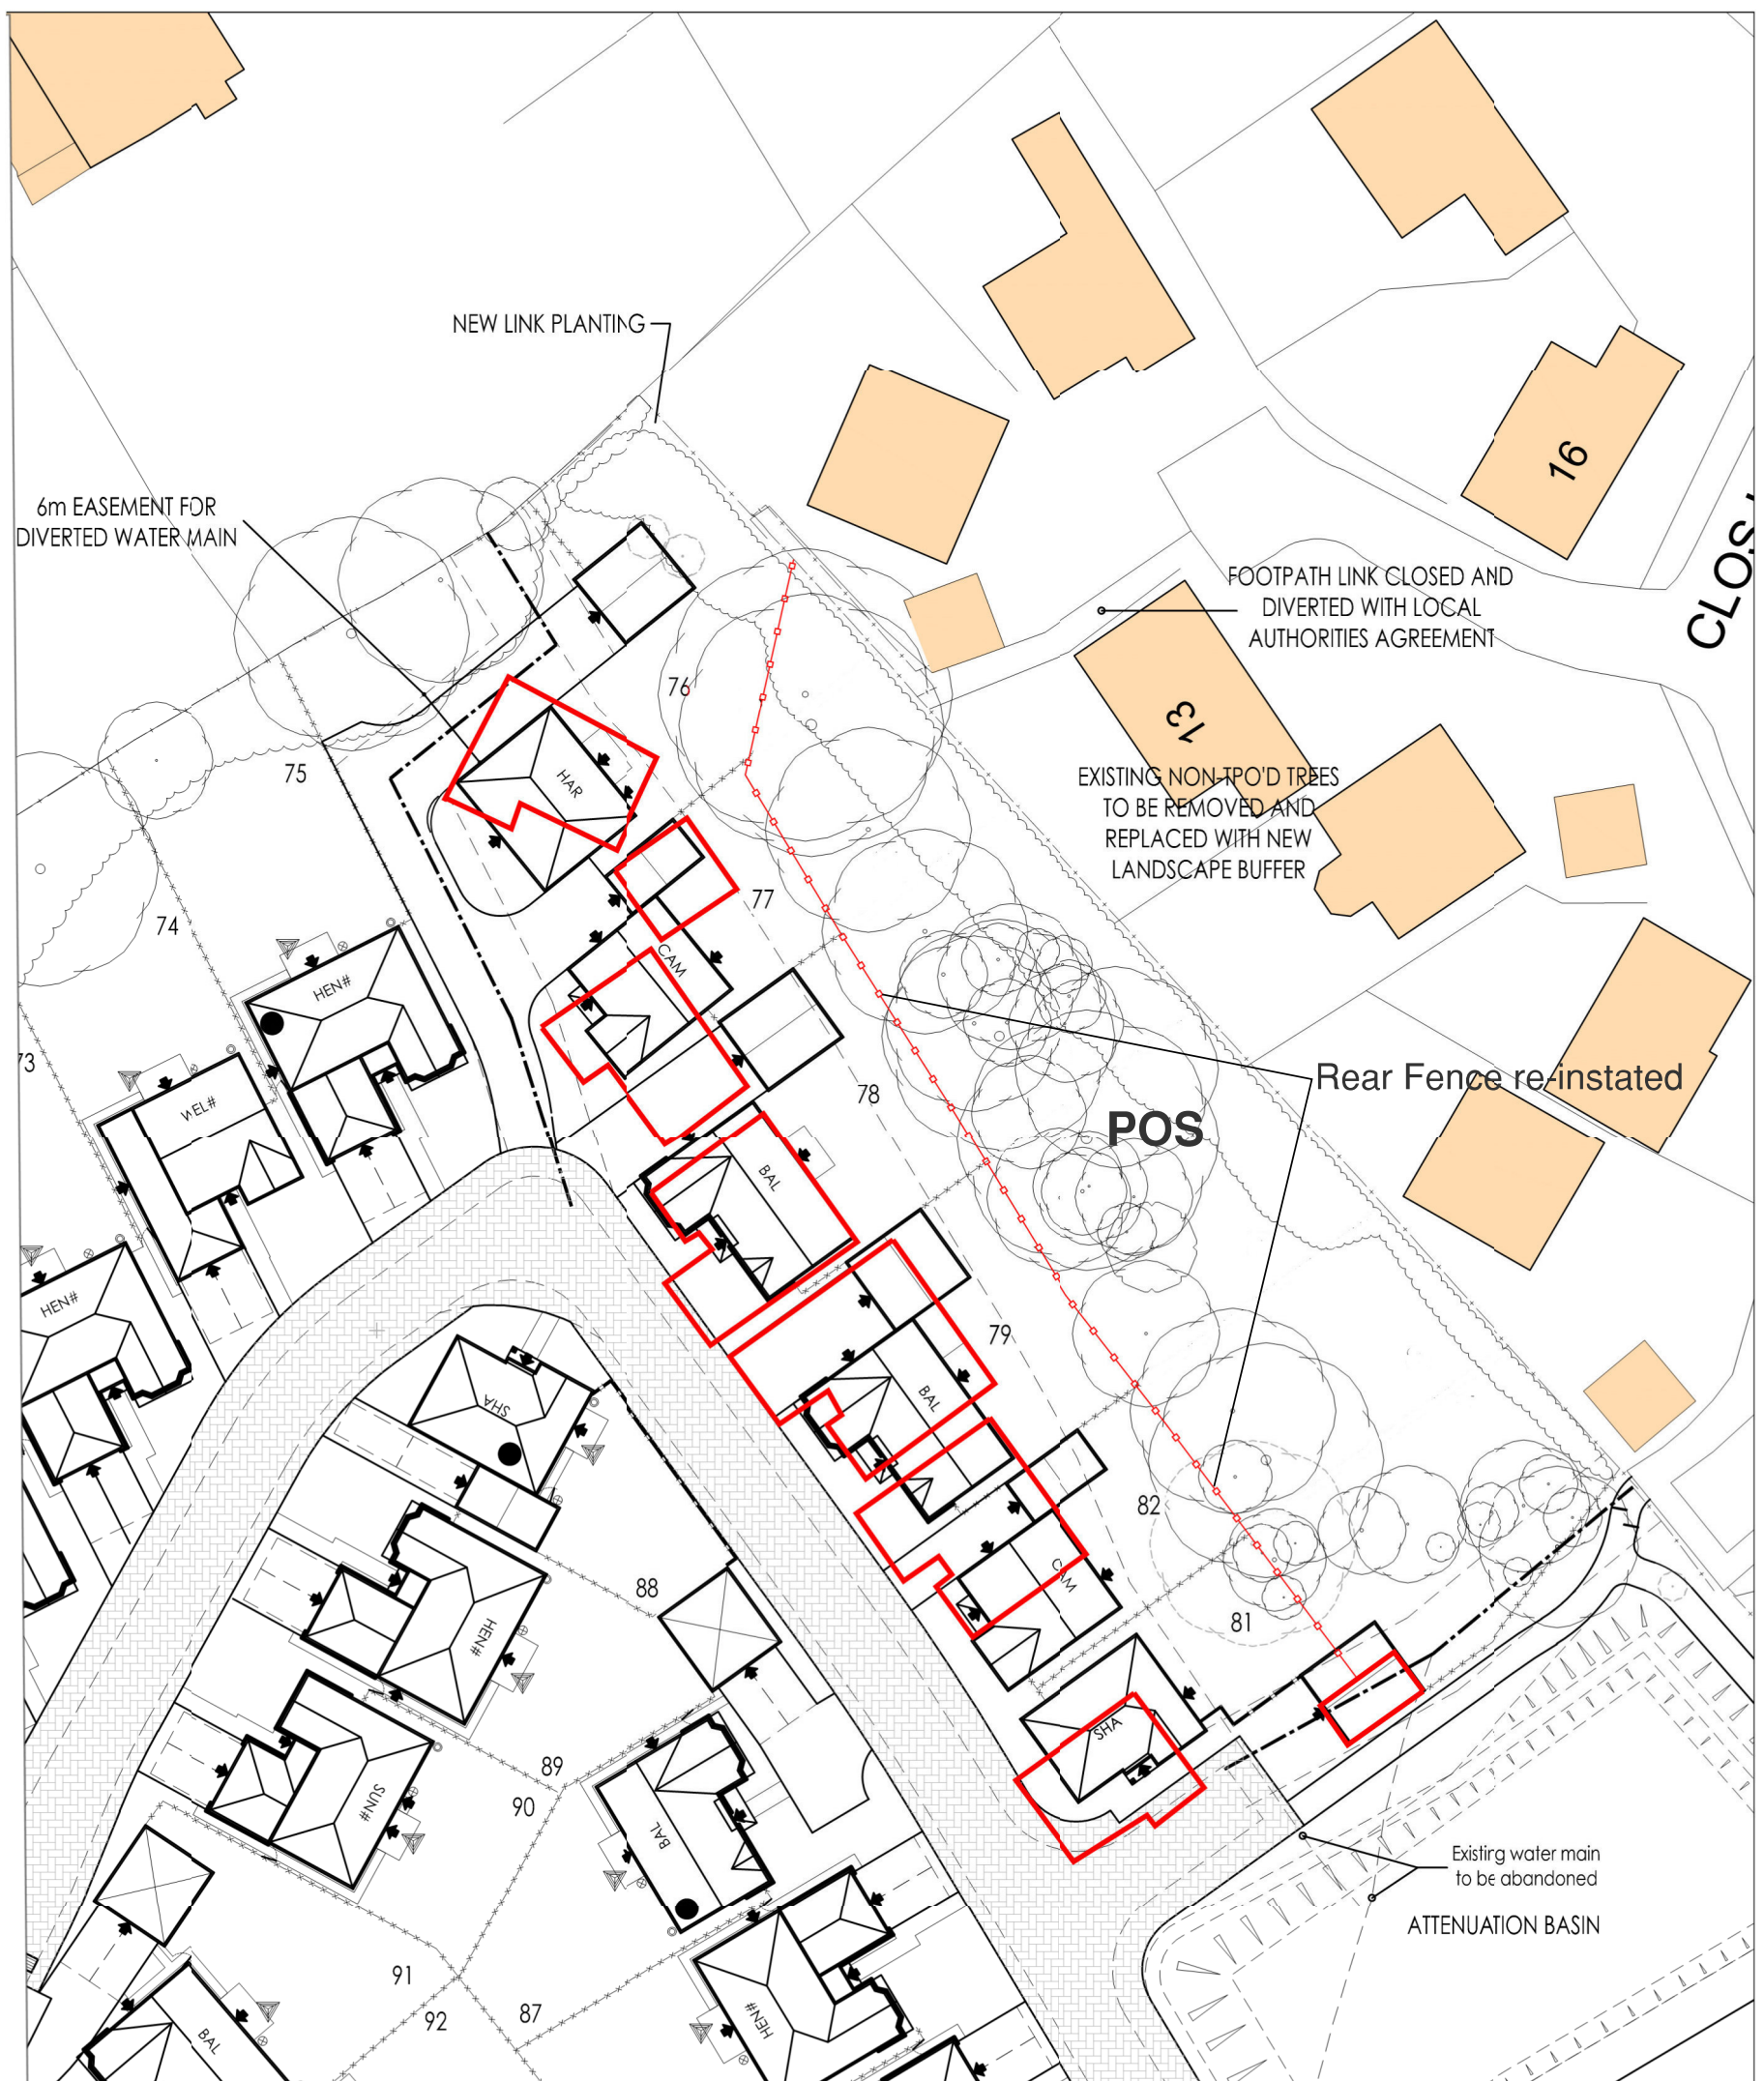 NEW LINK PLANTING
6m EASEMENT FOR
DIVERTED WATER MAIN
16
CLOS
FOOTPATH LINK CLOSED AND
DIVERTED WITH LOCAL
AUTHORITIES AGREEMENT
76
13
75
HAR
EXISTING NON-TPO'D TREES
TO BE REMOVED AND
REPLACED WITH NEW
LANDSCAPE BUFFER
77
74
CAM
HEN#
73
Rear Fence re-instated
78
WEL#
POS
BAL
HEN#
79
BAL
SHA
82
CAM
88
81
HEN#
SHA
89
SUN#
90
BAL
Existing water main
to be abandoned
ATTENUATION BASIN
91
87
92
HEN#
BAL